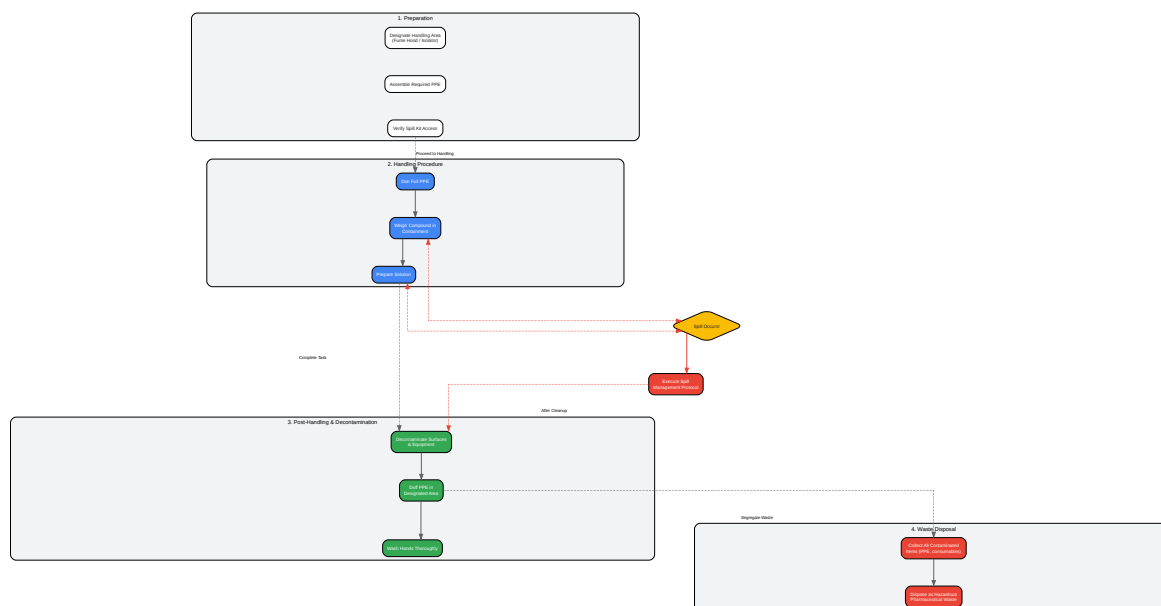 1. Preparation
Designate Handling Area
(Fume Hood / Isolator)
Assemble Required PPE
Verify Spill Kit Access
Proceed to Handling
2. Handling Procedure
Don Full PPE
Weigh Compound in
Containment
Prepare Solution
Spill Occurs!
Complete Task
Execute Spill
Management Protocol
After Cleanup
3. Post-Handling & Decontamination
Decontaminate Surfaces
& Equipment
Doff PPE in
Designated Area
Segregate Waste
4. Waste Disposal
Wash Hands Thoroughly
Collect All Contaminated
Items (PPE, consumables)
Dispose as Hazardous
Pharmaceutical Waste